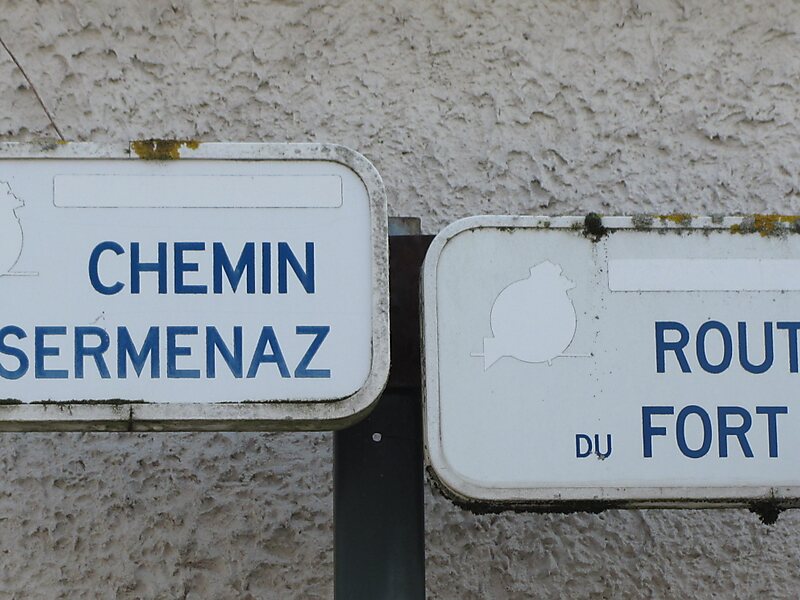 CHEMIN
SERMENAZ
ROUT
DU FORT